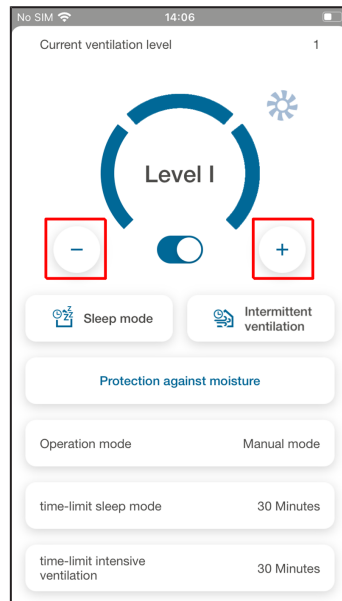 No SIM 14:06
Current ventilation level 1
Level I
− +
Sleep mode
Intermittent
ventilation
Protection against moisture
Operation mode Manual mode
time-limit sleep mode 30 Minutes
time-limit intensive
ventilation 30 Minutes